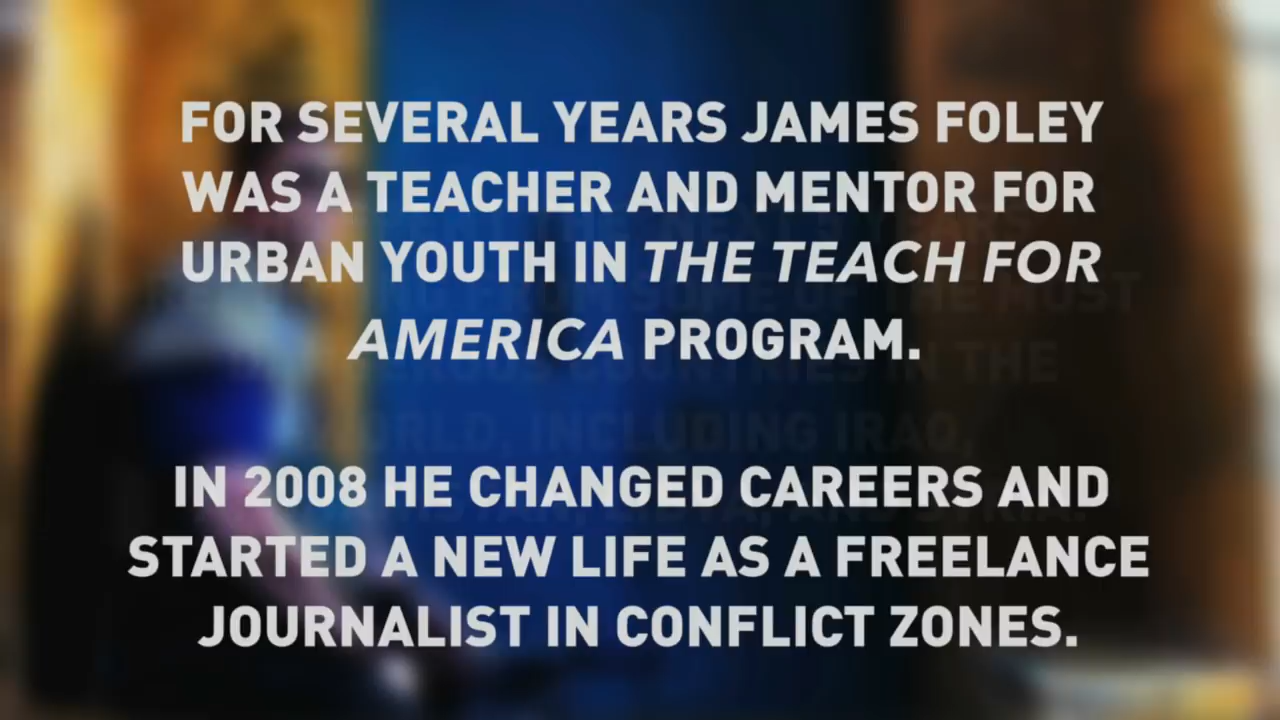 FOR SEVERAL YEARS JAMES FOLEY
WAS A TEACHER AND MENTOR FOR
URBAN YOUTH IN THE TEACH FOR
AMERICA PROGRAM.
IN 2008 HE CHANGED CAREERS AND
STARTED A NEW LIFE AS A FREELANCE
JOURNALIST IN CONFLICT ZONES.